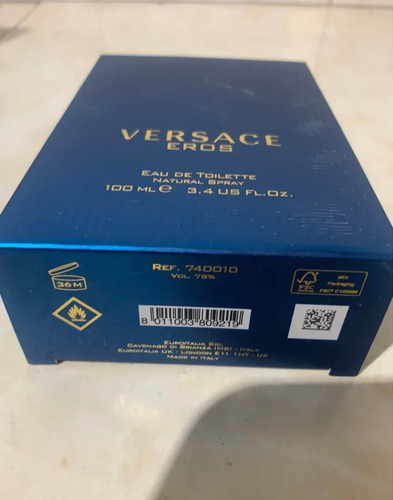 VERSACE
EROS
EAU DE TOILETTE
NATURAL SPRAY
100 ML e 3.4 US FL.OZ.
REF. 740010
VOL. 78%
36M
FSC
MIX
Packaging
8 011003 809219
EUROITALIA SRL
CAVENAGO DI BRIANZA (MB) - ITALY
EUROITALIA UK - LONDON E11 1HT - UK
MADE IN ITALY